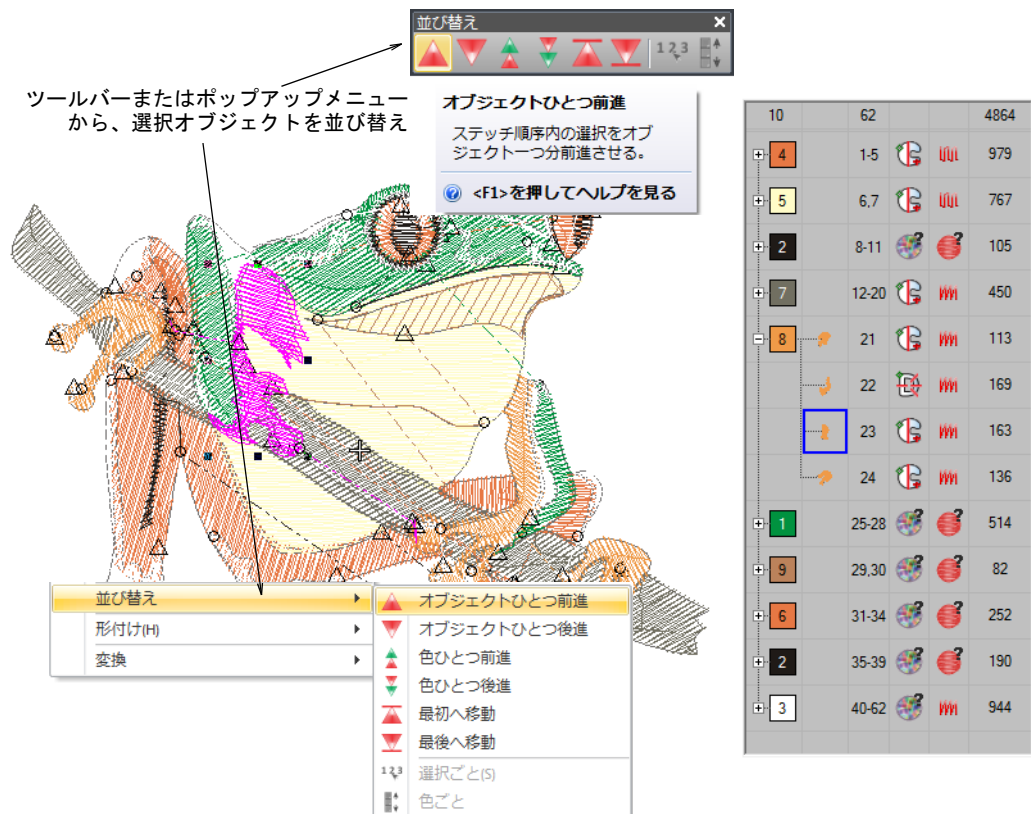 並び替え
1 2 3
ツールバーまたはポップアップメニュー
から、選択オブジェクトを並び替え
オブジェクトひとつ前進
ステッチ順序内の選択をオブ
ジェクト一つ分前進させる。
<F1>を押してヘルプを見る
並び替え
形付け(H)
変換
オブジェクトひとつ前進
オブジェクトひとつ後進
色ひとつ前進
色ひとつ後進
最初へ移動
最後へ移動
1 2 3 選択ごと(S)
色ごと
10 62 4864
4 1-5 979
5 6,7 767
2 8-11 105
7 12-20 450
8 21 113
22 169
23 163
24 136
1 25-28 514
9 29,30 82
6 31-34 252
2 35-39 190
3 40-62 944